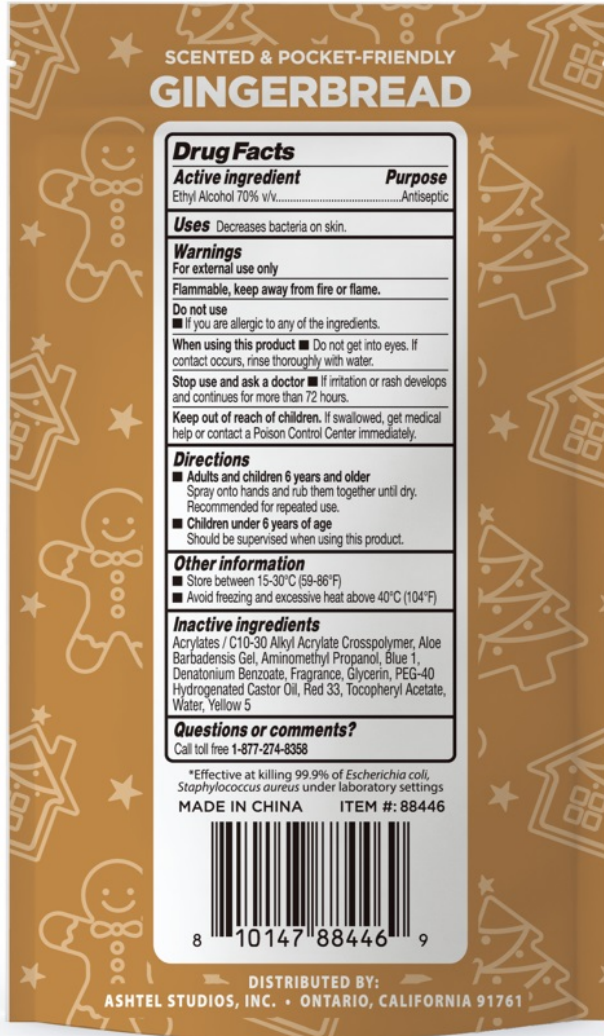 SCENTED & POCKET-FRIENDLY
GINGERBREAD
Drug Facts
Active ingredient Purpose
Ethyl Alcohol 70% v/v..........................................Antiseptic
Uses Decreases bacteria on skin.
Warnings
For external use only
Flammable, keep away from fire or flame.
Do not use
■ If you are allergic to any of the ingredients.
When using this product ■ Do not get into eyes. If
contact occurs, rinse thoroughly with water.
Stop use and ask a doctor ■ If irritation or rash develops
and continues for more than 72 hours.
Keep out of reach of children. If swallowed, get medical
help or contact a Poison Control Center immediately.
Directions
■ Adults and children 6 years and older
Spray onto hands and rub them together until dry.
Recommended for repeated use.
■ Children under 6 years of age
Should be supervised when using this product.
Other information
■ Store between 15-30°C (59-86°F)
■ Avoid freezing and excessive heat above 40°C (104°F)
Inactive ingredients
Acrylates / C10-30 Alkyl Acrylate Crosspolymer, Aloe
Barbadensis Gel, Aminomethyl Propanol, Blue 1,
Denatonium Benzoate, Fragrance, Glycerin, PEG-40
Hydrogenated Castor Oil, Red 33, Tocopheryl Acetate,
Water, Yellow 5
Questions or comments?
Call toll free 1-877-274-8358
*Effective at killing 99.9% of Escherichia coli,
Staphylococcus aureus under laboratory settings
MADE IN CHINA ITEM #: 88446
8 10147 88446 9
DISTRIBUTED BY:
ASHTEL STUDIOS, INC. • ONTARIO, CALIFORNIA 91761